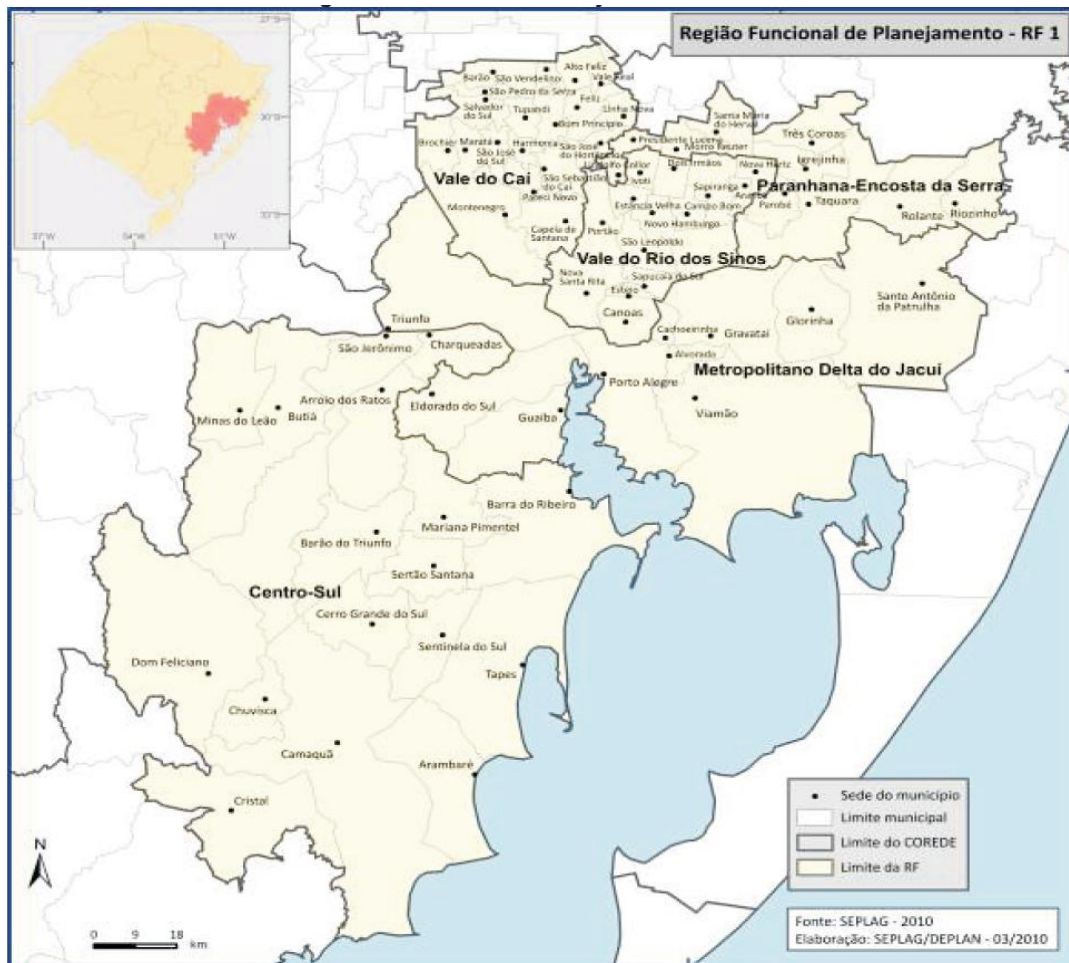 Região Funcional de Planejamento - RF 1
27°S
30°S
33°S
57°W
54°W
51°W
Barão
São Vendelino
Alto Feliz
Vale Real
São Pedro da Serra
Feliz
Salvador
do Sul
Tupandi
Linha Nova
Bom Princípio
Santa Maria
do Herval
Três Coroas
Brochier
Maratá
Harmonia
São José
do Sul
São José
do Hortêncio
Presidente Lucena
Morro Reuter
Igrejinha
Lindolfo Collor
Dois Irmãos
Nova Hartz
Ivoti
Vale do Caí
São Sebastião
do Caí
Pareci Novo
Sapiranga
Araricá
Parobé
Paranhana-Encosta da Serra
Taquara
Rolante
Riozinho
Estância Velha
Campo Bom
Montenegro
Capela de
Santana
Portão
Novo Hamburgo
São Leopoldo
Vale do Rio dos Sinos
Nova
Santa Rita
Sapucaia do Sul
Esteio
Canoas
Santo Antônio
da Patrulha
Glorinha
Triunfo
São Jerônimo
Charqueadas
Cachoeirinha
Gravataí
Alvorada
Metropolitano Delta do Jacuí
Porto Alegre
Viamão
Arroio dos Ratos
Eldorado do Sul
Guaíba
Minas do Leão
Butiá
Barra do Ribeiro
Mariana Pimentel
Barão do Triunfo
Sertão Santana
Centro-Sul
Cerro Grande do Sul
Sentinela do Sul
Dom Feliciano
Tapes
Chuvisca
Camaquã
Arambaré
Cristal
Sede do município
Limite municipal
Limite do COREDE
Limite da RF
N
0 9 18
km
Fonte: SEPLAG - 2010
Elaboração: SEPLAG/DEPLAN - 03/2010